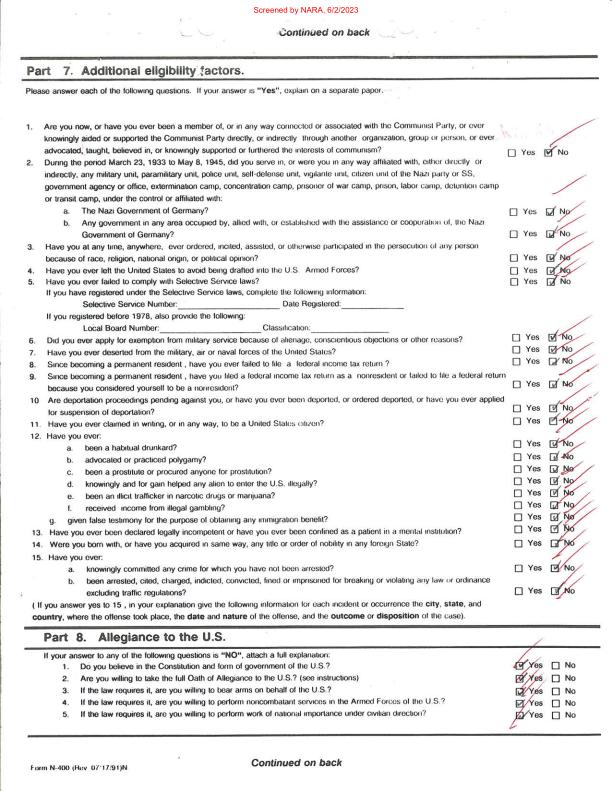 Screened by NARA, 6/2/2023
Continued on back
Part 7. Additional eligibility factors.
Please answer each of the following questions. If your answer is "Yes", explain on a separate paper.
1. Are you now, or have you ever been a member of, or in any way connected or associated with the Communist Party, or ever
knowingly aided or supported the Communist Party directly, or indirectly through another organization, group or person, or ever
advocated, taught, believed in, or knowingly supported or furthered the interests of communism? ☐ Yes ☑ No
2. During the period March 23, 1933 to May 8, 1945, did you serve in, or were you in any way affiliated with, either directly or
indirectly, any military unit, paramilitary unit, police unit, self-defense unit, vigilante unit, citizen unit of the Nazi party or SS,
government agency or office, extermination camp, concentration camp, prisoner of war camp, prison, labor camp, detention camp
or transit camp, under the control or affiliated with:
a. The Nazi Government of Germany? ☐ Yes ☑ No
b. Any government in any area occupied by, allied with, or established with the assistance or cooperation of, the Nazi
Government of Germany? ☐ Yes ☑ No
3. Have you at any time, anywhere, ever ordered, incited, assisted, or otherwise participated in the persecution of any person
because of race, religion, national origin, or political opinion? ☐ Yes ☑ No
4. Have you ever left the United States to avoid being drafted into the U.S. Armed Forces? ☐ Yes ☑ No
5. Have you ever failed to comply with Selective Service laws? ☐ Yes ☑ No
If you have registered under the Selective Service laws, complete the following information:
Selective Service Number: Date Registered:
If you registered before 1978, also provide the following:
Local Board Number: Classification:
6. Did you ever apply for exemption from military service because of alienage, conscientious objections or other reasons? ☐ Yes ☑ No
7. Have you ever deserted from the military, air or naval forces of the United States? ☐ Yes ☑ No
8. Since becoming a permanent resident , have you ever failed to file a federal income tax return ? ☐ Yes ☑ No
9. Since becoming a permanent resident , have you filed a federal income tax return as a nonresident or failed to file a federal return
because you considered yourself to be a nonresident? ☐ Yes ☑ No
10 Are deportation proceedings pending against you, or have you ever been deported, or ordered deported, or have you ever applied
for suspension of deportation? ☐ Yes ☑ No
11. Have you ever claimed in writing, or in any way, to be a United States citizen? ☐ Yes ☑ No
12. Have you ever:
a. been a habitual drunkard? ☐ Yes ☑ No
b. advocated or practiced polygamy? ☐ Yes ☑ No
c. been a prostitute or procured anyone for prostitution? ☐ Yes ☑ No
d. knowingly and for gain helped any alien to enter the U.S. illegally? ☐ Yes ☑ No
e. been an illicit trafficker in narcotic drugs or marijuana? ☐ Yes ☑ No
f. received income from illegal gambling? ☐ Yes ☑ No
g. given false testimony for the purpose of obtaining any immigration benefit? ☐ Yes ☑ No
13. Have you ever been declared legally incompetent or have you ever been confined as a patient in a mental institution? ☐ Yes ☑ No
14. Were you born with, or have you acquired in same way, any title or order of nobility in any foreign State? ☐ Yes ☑ No
15. Have you ever:
a. knowingly committed any crime for which you have not been arrested? ☐ Yes ☑ No
b. been arrested, cited, charged, indicted, convicted, fined or imprisoned for breaking or violating any law or ordinance
excluding traffic regulations? ☐ Yes ☑ No
( If you answer yes to 15 , in your explanation give the following information for each incident or occurrence the city, state, and
country, where the offense took place, the date and nature of the offense, and the outcome or disposition of the case).
Part 8. Allegiance to the U.S.
If your answer to any of the following questions is "NO", attach a full explanation:
1. Do you believe in the Constitution and form of government of the U.S.? ☑ Yes ☐ No
2. Are you willing to take the full Oath of Allegiance to the U.S.? (see instructions) ☑ Yes ☐ No
3. If the law requires it, are you willing to bear arms on behalf of the U.S.? ☑ Yes ☐ No
4. If the law requires it, are you willing to perform noncombatant services in the Armed Forces of the U.S.? ☑ Yes ☐ No
5. If the law requires it, are you willing to perform work of national importance under civilian direction? ☑ Yes ☐ No
Form N-400 (Rev 07/17/91)N
Continued on back